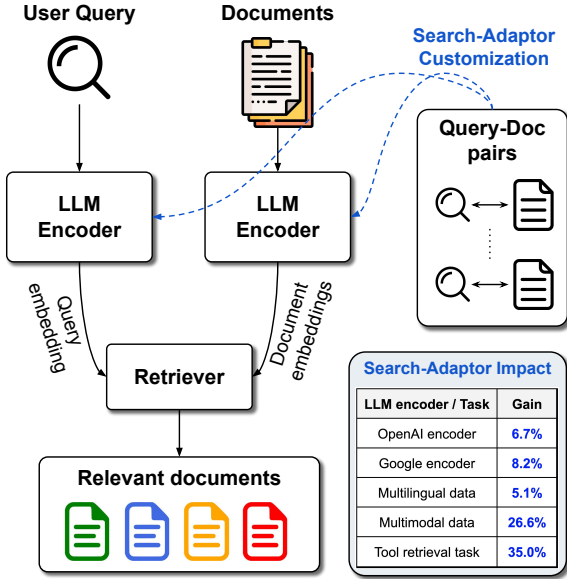 User Query
Documents
Search-Adaptor
Customization
Query-Doc
pairs
LLM
Encoder
LLM
Encoder
Query
embedding
Document
embeddings
Retriever
Relevant documents
Search-Adaptor Impact
LLM encoder / Task Gain
OpenAI encoder 6.7%
Google encoder 8.2%
Multilingual data 5.1%
Multimodal data 26.6%
Tool retrieval task 35.0%